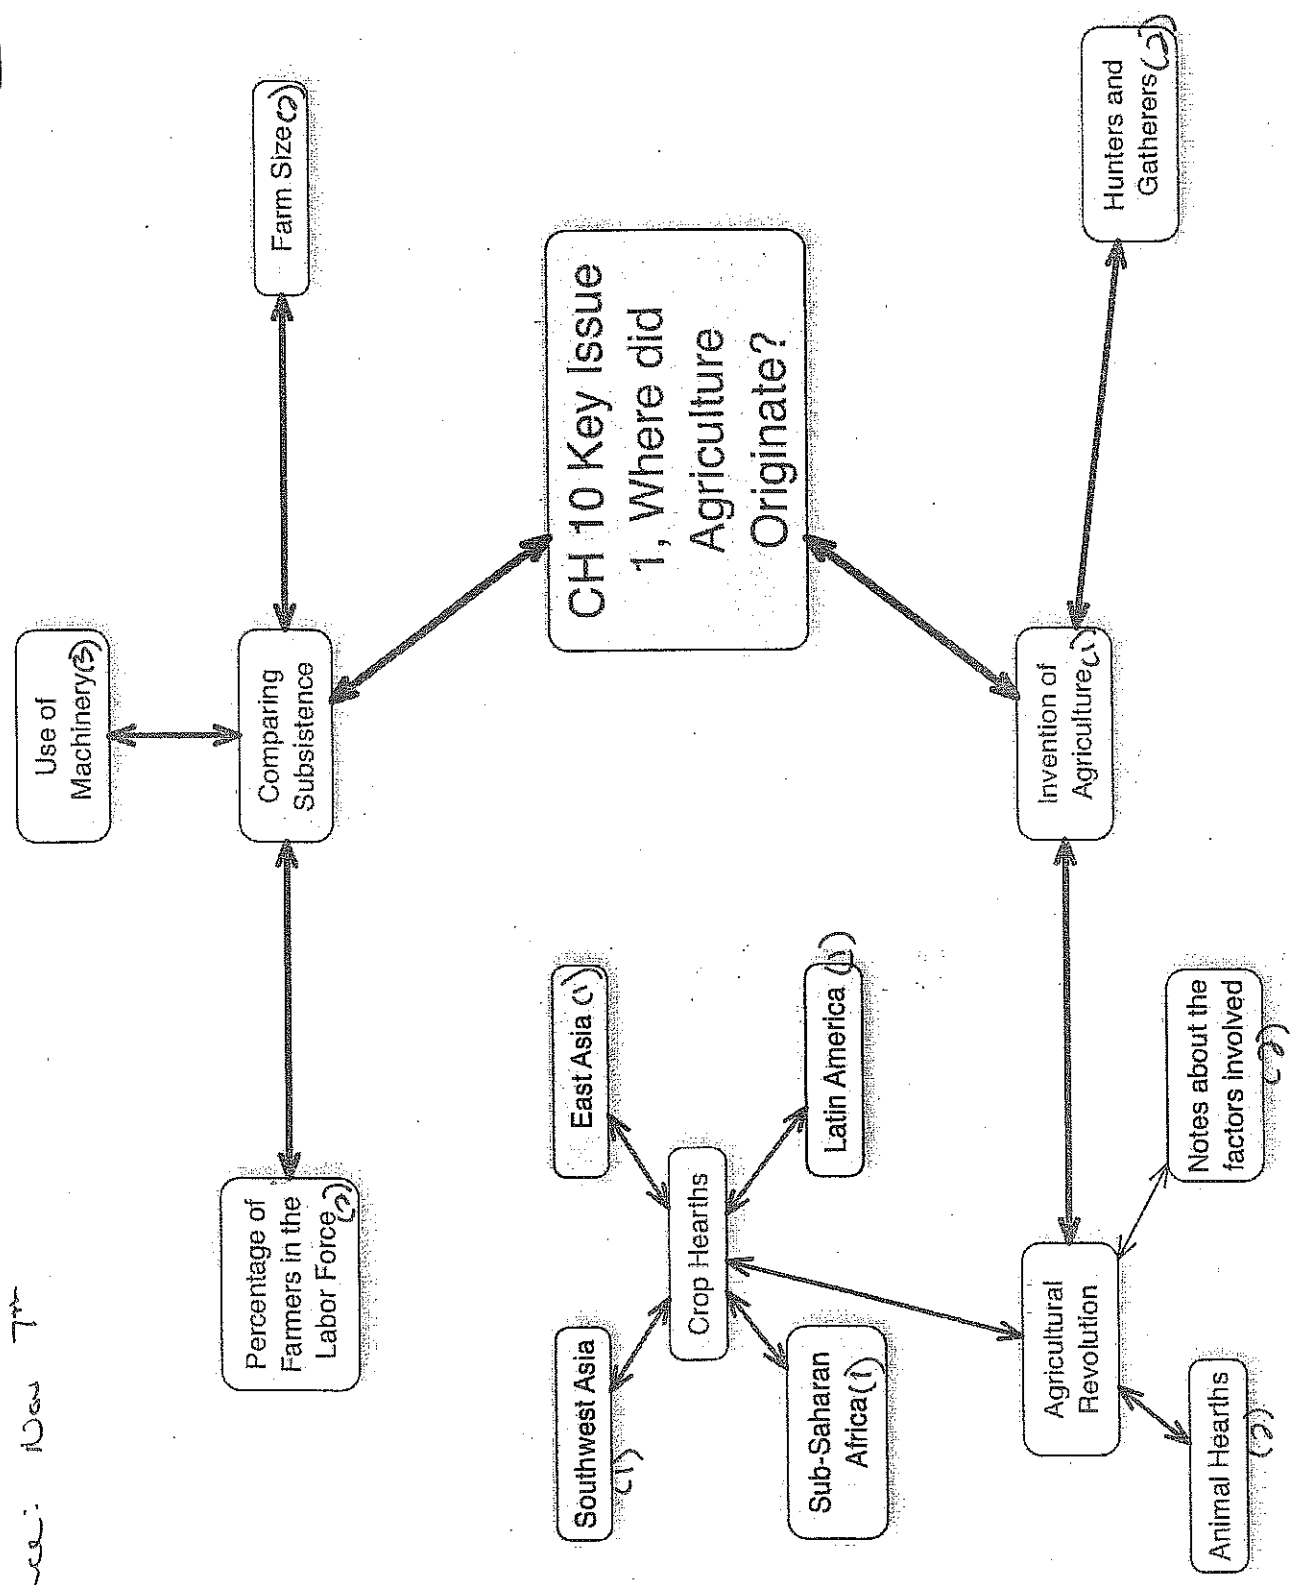 Nov 7th
Use of
Machinery(3)
Percentage of
Farmers in the
Labor Force(2)
Comparing
Subsistence
Farm Size(2)
CH 10 Key Issue
1, Where did
Agriculture
Originate?
Southwest Asia
(1)
East Asia (1)
Crop Hearths
Sub-Saharan
Africa(1)
Latin America
Agricultural
Revolution
Invention of
Agriculture(1)
Hunters and
Gatherers(2)
Animal Hearths
(2)
Notes about the
factors involved